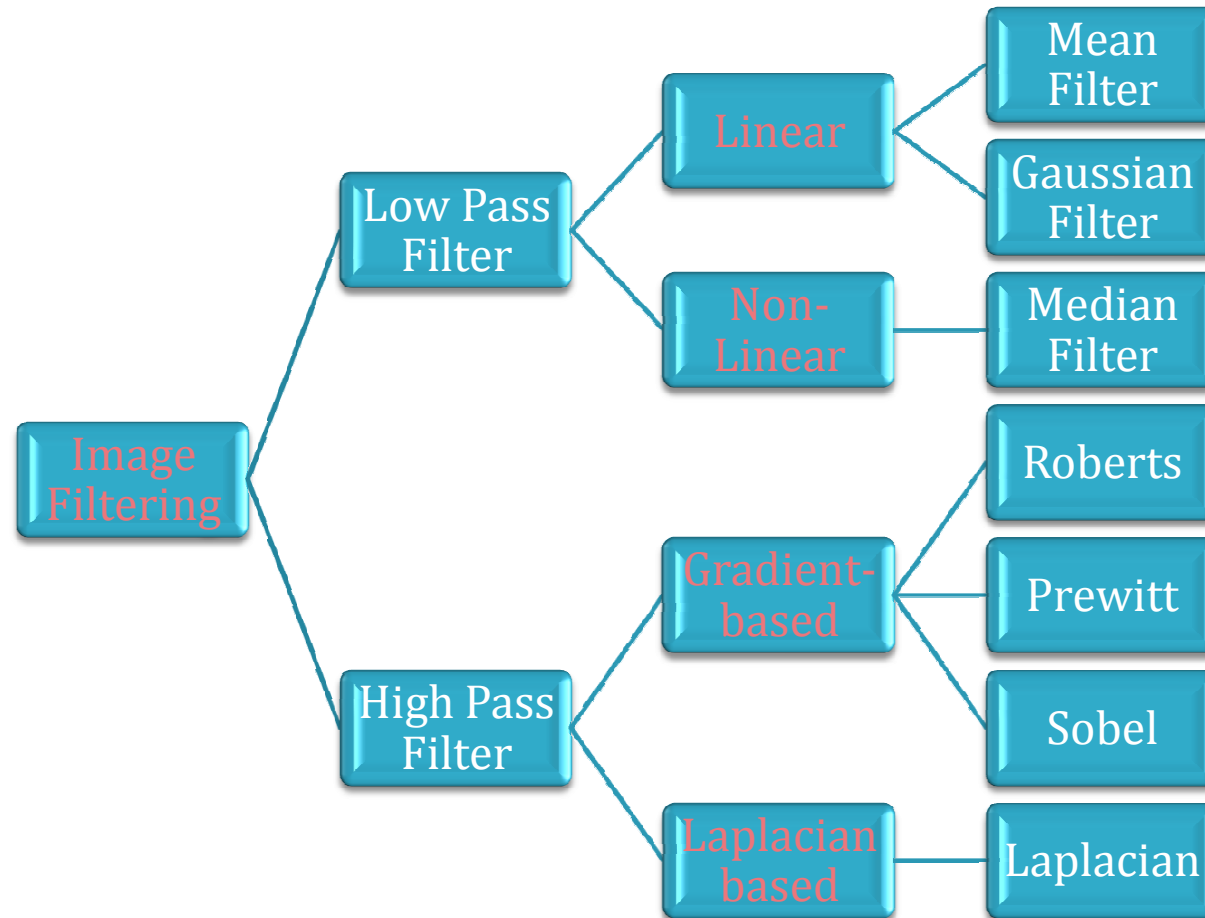 Image
Filtering
Low Pass
Filter
Linear
Mean
Filter
Gaussian
Filter
Non-
Linear
Median
Filter
High Pass
Filter
Gradient-
based
Roberts
Prewitt
Sobel
Laplacian
based
Laplacian